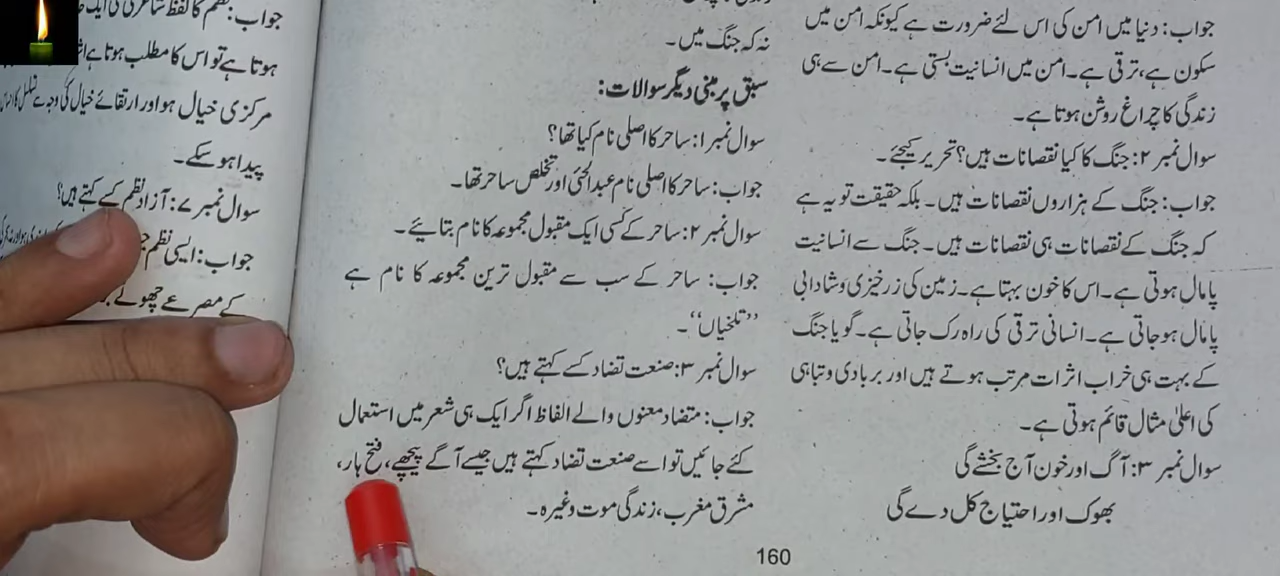 جواب: دنیا میں امن کی اس لئے ضرورت ہے کیونکہ امن میں
سکون ہے، ترقی ہے۔ امن میں انسانیت بستی ہے۔ امن سے ہی
زندگی کا چراغ روشن ہوتا ہے۔
سوال نمبر ۲: جنگ کا کیا نقصانات ہیں؟ تحریر کیجئے۔
جواب: جنگ کے ہزاروں نقصانات ہیں۔ بلکہ حقیقت تو یہ ہے
کہ جنگ کے نقصانات ہی نقصانات ہیں۔ جنگ سے انسانیت
پامال ہوتی ہے۔ اس کا خون بہتا ہے۔ زمین کی زرخیزی و شادابی
پامال ہو جاتی ہے۔ انسانی ترقی کی راہ رک جاتی ہے۔ گویا جنگ
کے بہت ہی خراب اثرات مرتب ہوتے ہیں اور بربادی و تباہی
کی اعلیٰ مثال قائم ہوتی ہے۔
سوال نمبر ۳: آگ اور خون آج بخشے گی
بھوک اور احتیاج کل دے گی
نہ کہ جنگ میں۔
سبق پر مبنی دیگر سوالات:
سوال نمبر ۱: ساحر کا اصلی نام کیا تھا؟
جواب: ساحر کا اصلی نام عبدالحئی اور تخلص ساحر تھا۔
سوال نمبر ۲: ساحر کے کسی ایک مقبول مجموعہ کا نام بتائیے۔
جواب: ساحر کے سب سے مقبول ترین مجموعہ کا نام ہے
’’تلخیاں‘‘۔
سوال نمبر ۳: صنعت تضاد کسے کہتے ہیں؟
جواب: متضاد معنوں والے الفاظ اگر ایک ہی شعر میں استعمال
کئے جائیں تو اسے صنعت تضاد کہتے ہیں جیسے آگے پیچھے، فتح ہار،
مشرق مغرب، زندگی موت وغیرہ۔
160
جواب: نظم کا لفظ شاعری کی ایک
ہوتا ہے تو اس کا مطلب ہوتا ہے
مرکزی خیال ہو اور ارتقائے خیال کی وجہ سے تسلسل کا
پیدا ہو سکے۔
سوال نمبر ۷: آزاد نظم کسے کہتے ہیں؟
جواب: ایسی نظم
کے مصرعے چھوٹے